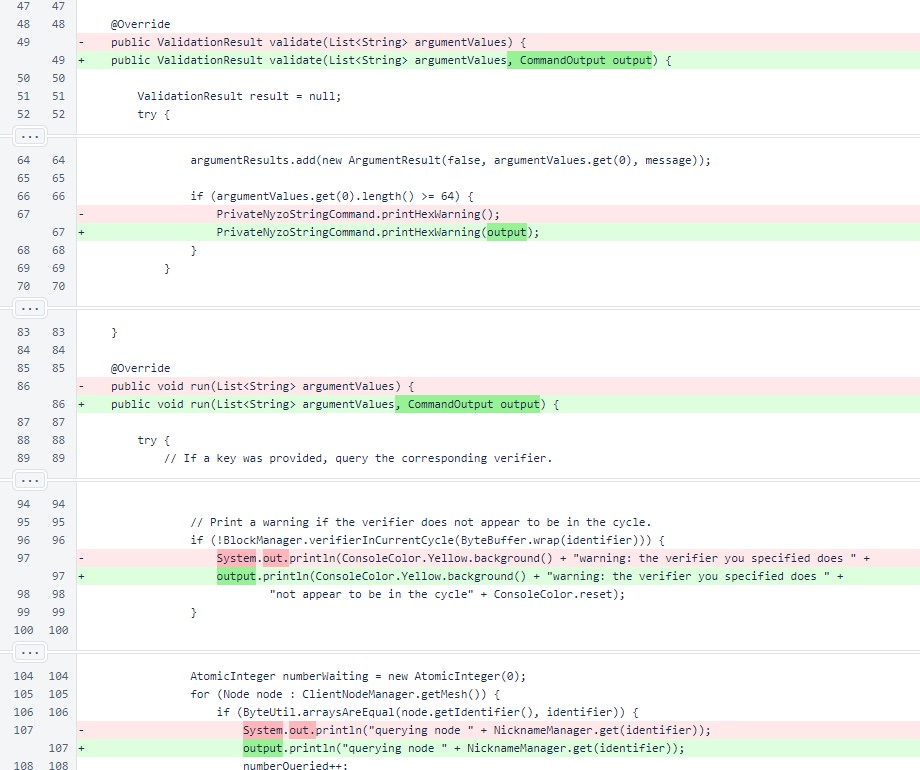 47 47
48 48 @Override
49 - public ValidationResult validate(List<String> argumentValues) {
49 + public ValidationResult validate(List<String> argumentValues, CommandOutput output) {
50 50
51 51 ValidationResult result = null;
52 52 try {
...
64 64 argumentResults.add(new ArgumentResult(false, argumentValues.get(0), message));
65 65
66 66 if (argumentValues.get(0).length() >= 64) {
67 - PrivateNyzoStringCommand.printHexWarning();
67 + PrivateNyzoStringCommand.printHexWarning(output);
68 68 }
69 69 }
70 70
...
83 83 }
84 84
85 85 @Override
86 - public void run(List<String> argumentValues) {
86 + public void run(List<String> argumentValues, CommandOutput output) {
87 87
88 88 try {
89 89 // If a key was provided, query the corresponding verifier.
...
94 94
95 95 // Print a warning if the verifier does not appear to be in the cycle.
96 96 if (!BlockManager.verifierInCurrentCycle(ByteBuffer.wrap(identifier))) {
97 - System.out.println(ConsoleColor.Yellow.background() + "warning: the verifier you specified does " +
97 + output.println(ConsoleColor.Yellow.background() + "warning: the verifier you specified does " +
98 98 "not appear to be in the cycle" + ConsoleColor.reset);
99 99 }
100 100
...
104 104 AtomicInteger numberWaiting = new AtomicInteger(0);
105 105 for (Node node : ClientNodeManager.getMesh()) {
106 106 if (ByteUtil.arraysAreEqual(node.getIdentifier(), identifier)) {
107 - System.out.println("querying node " + NicknameManager.get(identifier));
107 + output.println("querying node " + NicknameManager.get(identifier));
108 108 numberQueried++;